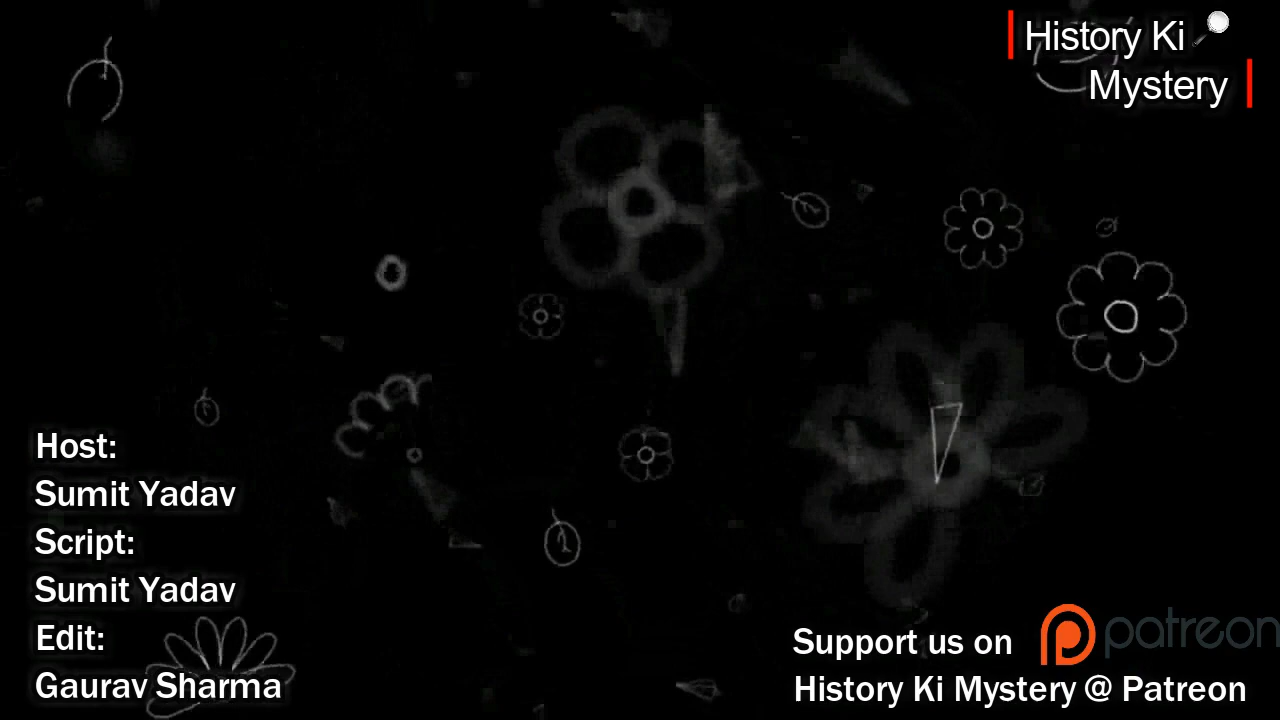 History Ki
Mystery
Host:
Sumit Yadav
Script:
Sumit Yadav
Edit:
Gaurav Sharma
Support us on patreon
History Ki Mystery @ Patreon